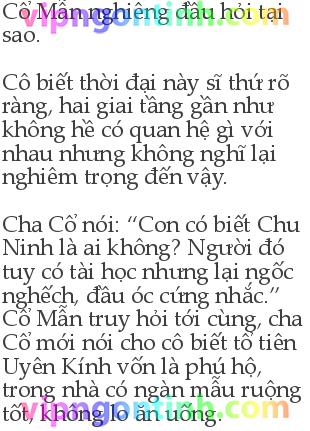 Cổ Mẫn nghiêng đầu hỏi tại
sao.
Cô biết thời đại này sĩ thứ rõ
ràng, hai giai tầng gần như
không hề có quan hệ gì với
nhau nhưng không nghĩ lại
nghiêm trọng đến vậy.
Cha Cổ nói: “Con có biết Chu
Ninh là ai không? Người đó
tuy có tài học nhưng lại ngốc
nghếch, đầu óc cứng nhắc.”
Cổ Mẫn truy hỏi tới cùng, cha
Cổ mới nói cho cô biết tổ tiên
Uyên Kính vốn là phú hộ,
trong nhà có ngàn mẫu ruộng
tốt, không lo ăn uống.
vipngontinh.com
vipngontinh.com